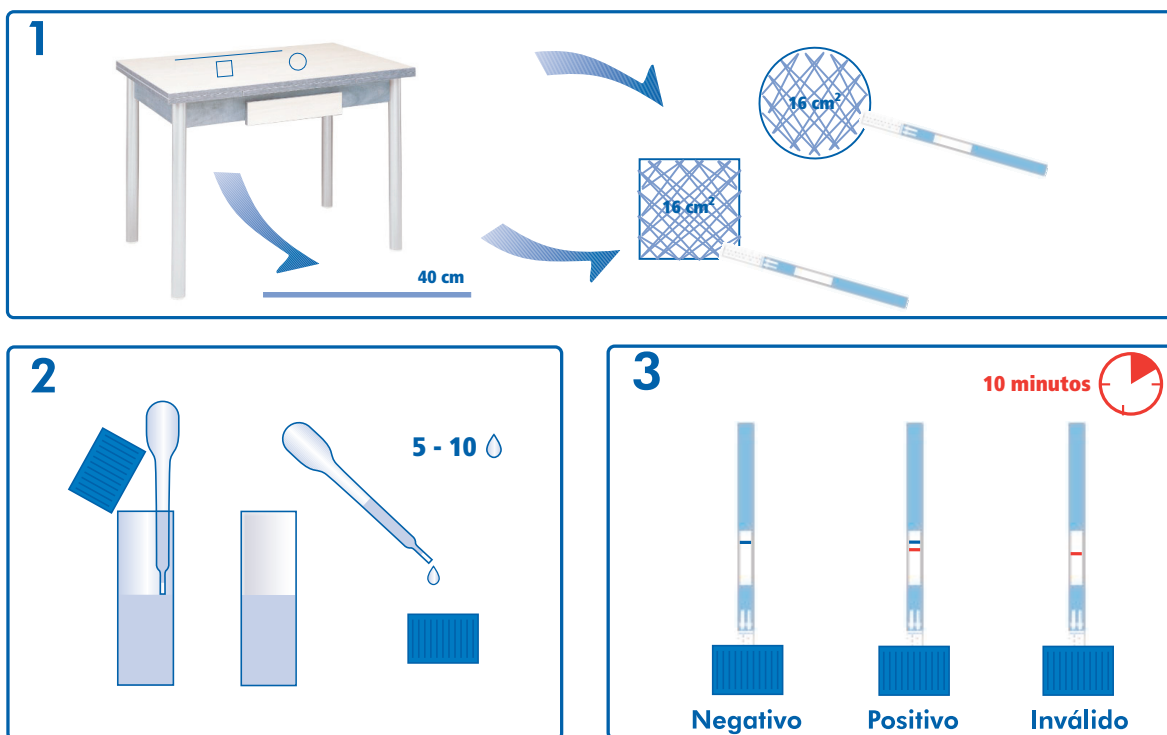 1
16 cm²
16 cm²
40 cm
2
5 - 10
3
10 minutos
Negativo
Positivo
Inválido